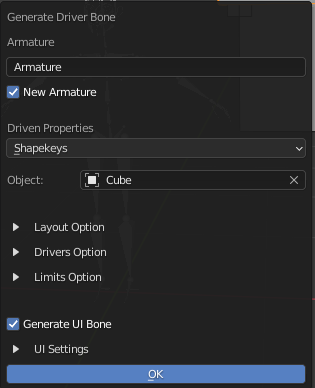 Generate Driver Bone
Armature
Armature
New Armature
Driven Properties
Shapekeys
Object: Cube
Layout Option
Drivers Option
Limits Option
Generate UI Bone
UI Settings
OK